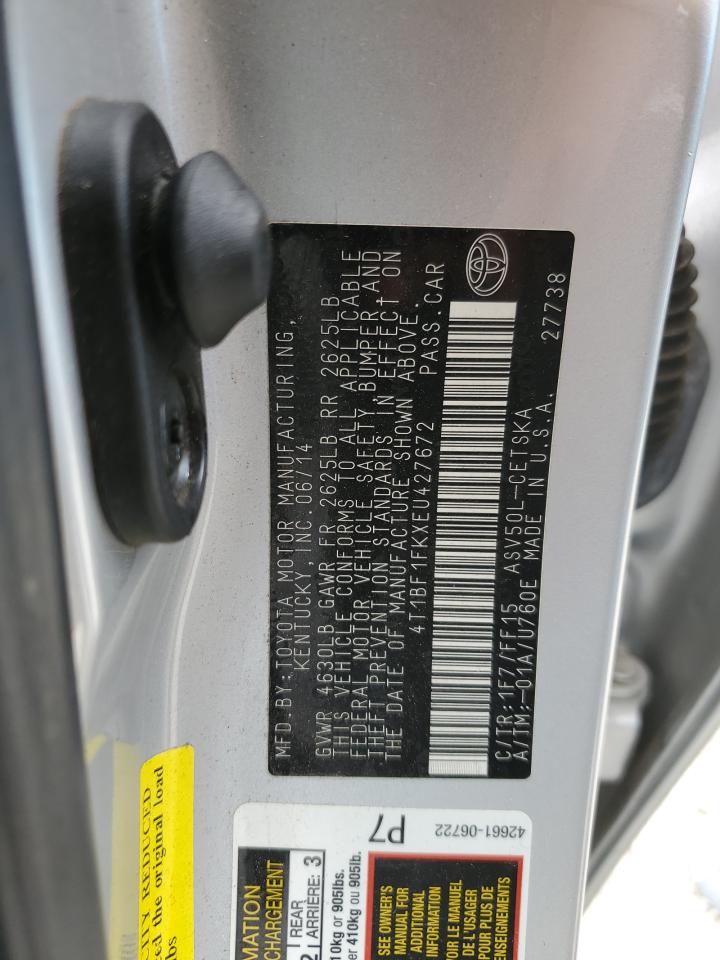 MFD BY:TOYOTA MOTOR MANUFACTURING,
KENTUCKY, INC. 06/14
GVWR 4630LB GAWR FR 2625LB RR 2625LB
THIS VEHICLE CONFORMS TO ALL APPLICABLE
FEDERAL MOTOR VEHICLE SAFETY, BUMPER, AND
THEFT PREVENTION STANDARDS IN EFFECT ON
THE DATE OF MANUFACTURE SHOWN ABOVE.
4T1BF1FKXEU427672 PASS.CAR
C/TR:1F7/FF15 ASV50L-CETSKA
A/TM:-01A/U760E MADE IN U.S.A. 27738
CITY REDUCED
the original load
lbs
MATION
CHARGEMENT
2 REAR 3
ARRIÈRE:
10kg or 905lbs.
410kg ou 905lb.
P7
42661-06722
SEE OWNER'S
MANUAL FOR
ADDITIONAL
INFORMATION
VOIR LE MANUEL
DE L'USAGER
POUR PLUS DE
RENSEIGNEMENTS